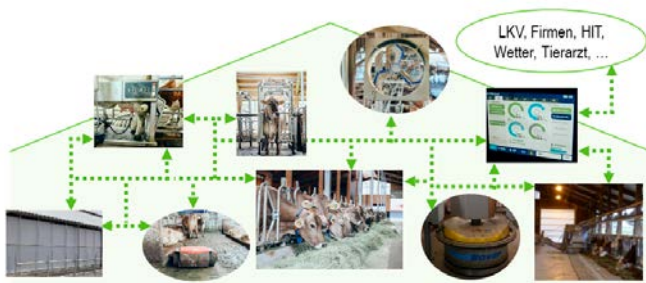 LKV, Firmen, HIT,
Wetter, Tierarzt, …